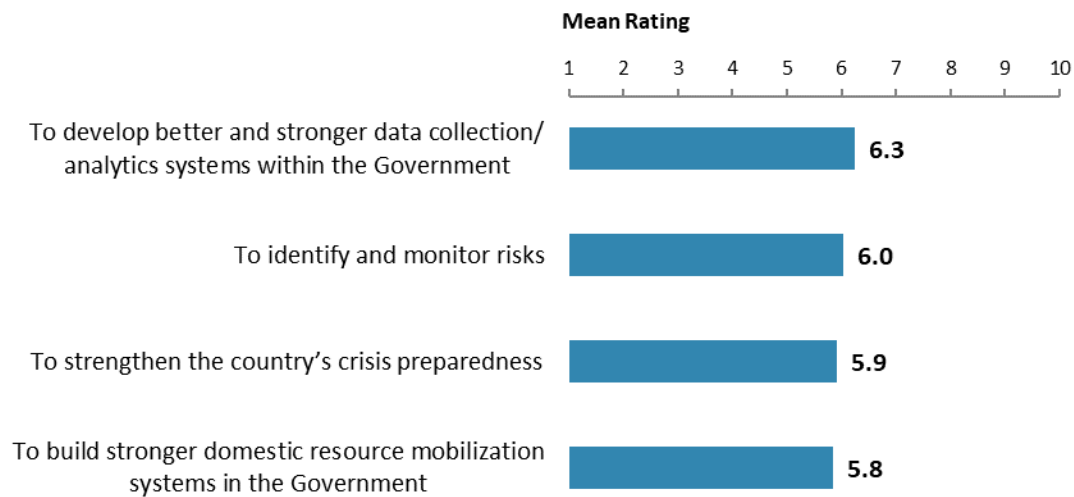 Mean Rating
1 2 3 4 5 6 7 8 9 10
To develop better and stronger data collection/
analytics systems within the Government
6.3
To identify and monitor risks
6.0
To strengthen the country’s crisis preparedness
5.9
To build stronger domestic resource mobilization
systems in the Government
5.8